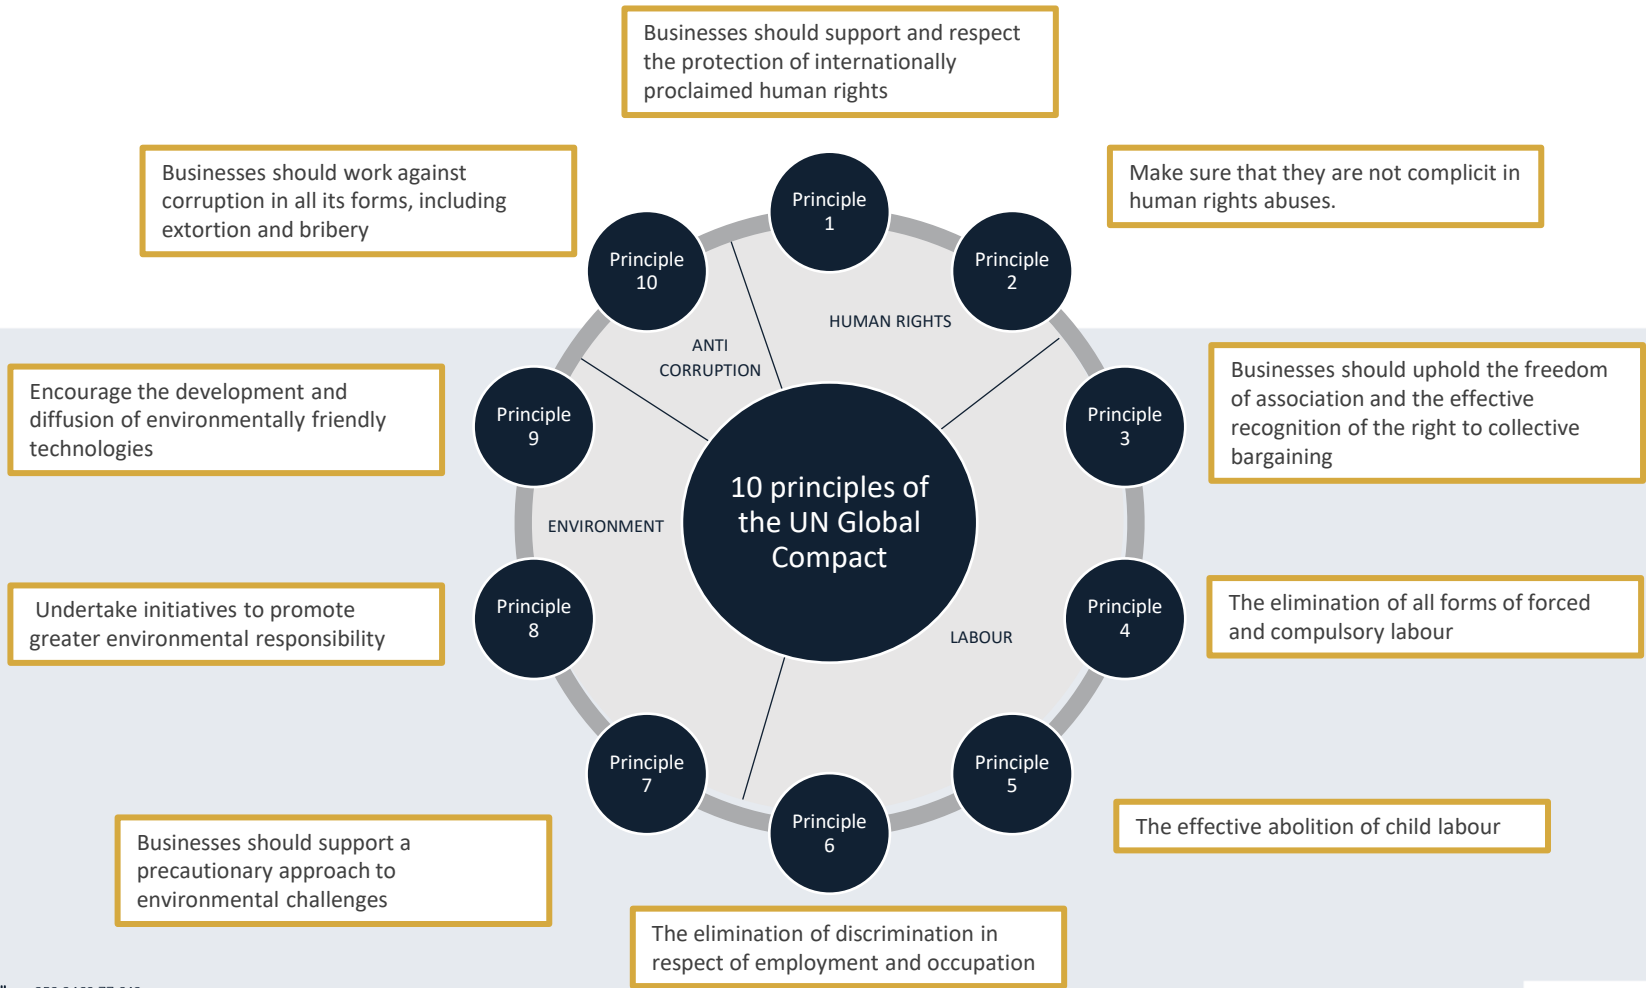 Businesses should support and respect
the protection of internationally
proclaimed human rights
Businesses should work against
corruption in all its forms, including
extortion and bribery
Make sure that they are not complicit in
human rights abuses.
Principle
1
Principle
10
Principle
2
HUMAN RIGHTS
ANTI
CORRUPTION
Encourage the development and
diffusion of environmentally friendly
technologies
Principle
9
Principle
3
Businesses should uphold the freedom
of association and the effective
recognition of the right to collective
bargaining
10 principles of
the UN Global
Compact
ENVIRONMENT
Undertake initiatives to promote
greater environmental responsibility
Principle
8
LABOUR
Principle
4
The elimination of all forms of forced
and compulsory labour
Principle
7
Principle
5
Principle
6
Businesses should support a
precautionary approach to
environmental challenges
The effective abolition of child labour
The elimination of discrimination in
respect of employment and occupation